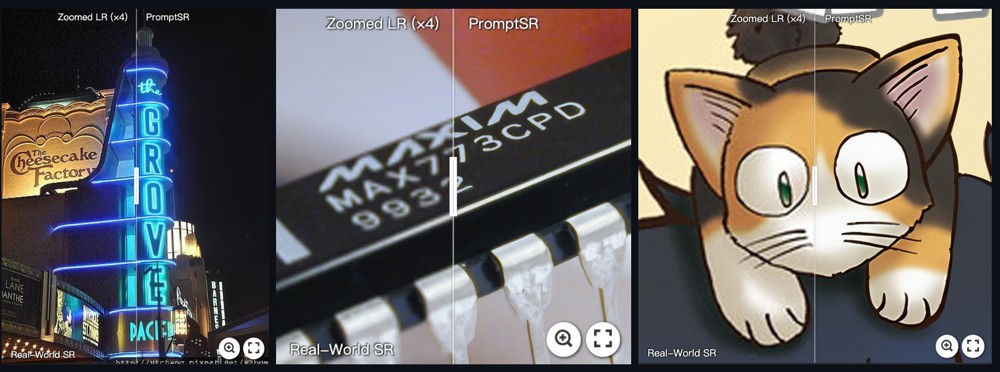 Zoomed LR (×4) PromptSR
the
GROVE
The
Cheesecake
Factory
LANE
Real-World SR
Zoomed LR (×4) PromptSR
MAXIM
MAX773CPD
9932
Real-World SR
Zoomed LR (×4) PromptSR
Real-World SR